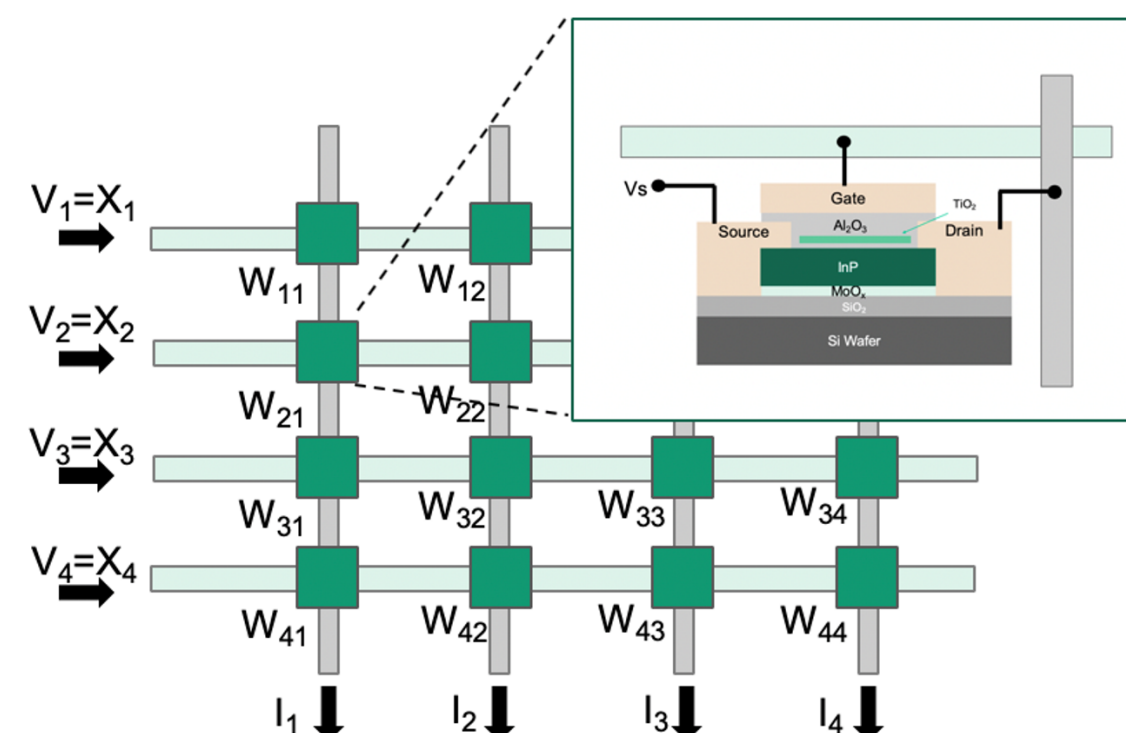 V₁=X₁
W₁₁
W₁₂
V₂=X₂
W₂₁
W₂₂
V₃=X₃
W₃₁
W₃₂
W₃₃
W₃₄
V₄=X₄
W₄₁
W₄₂
W₄₃
W₄₄
I₁
I₂
I₃
I₄
Vs
Gate
TiO₂
Source
Al₂O₃
Drain
InP
MoOₓ
SiO₂
Si Wafer